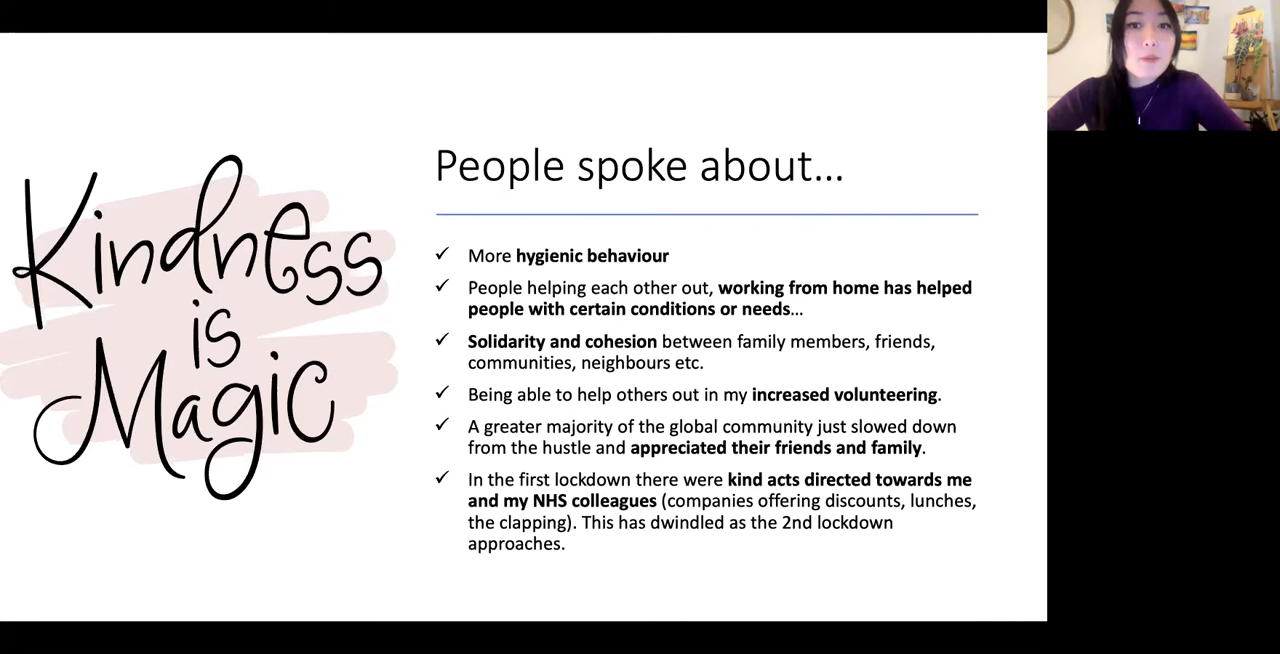 Kindness
is
Magic
People spoke about...
✓ More hygienic behaviour
✓ People helping each other out, working from home has helped
people with certain conditions or needs...
✓ Solidarity and cohesion between family members, friends,
communities, neighbours etc.
✓ Being able to help others out in my increased volunteering.
✓ A greater majority of the global community just slowed down
from the hustle and appreciated their friends and family.
✓ In the first lockdown there were kind acts directed towards me
and my NHS colleagues (companies offering discounts, lunches,
the clapping). This has dwindled as the 2nd lockdown
approaches.